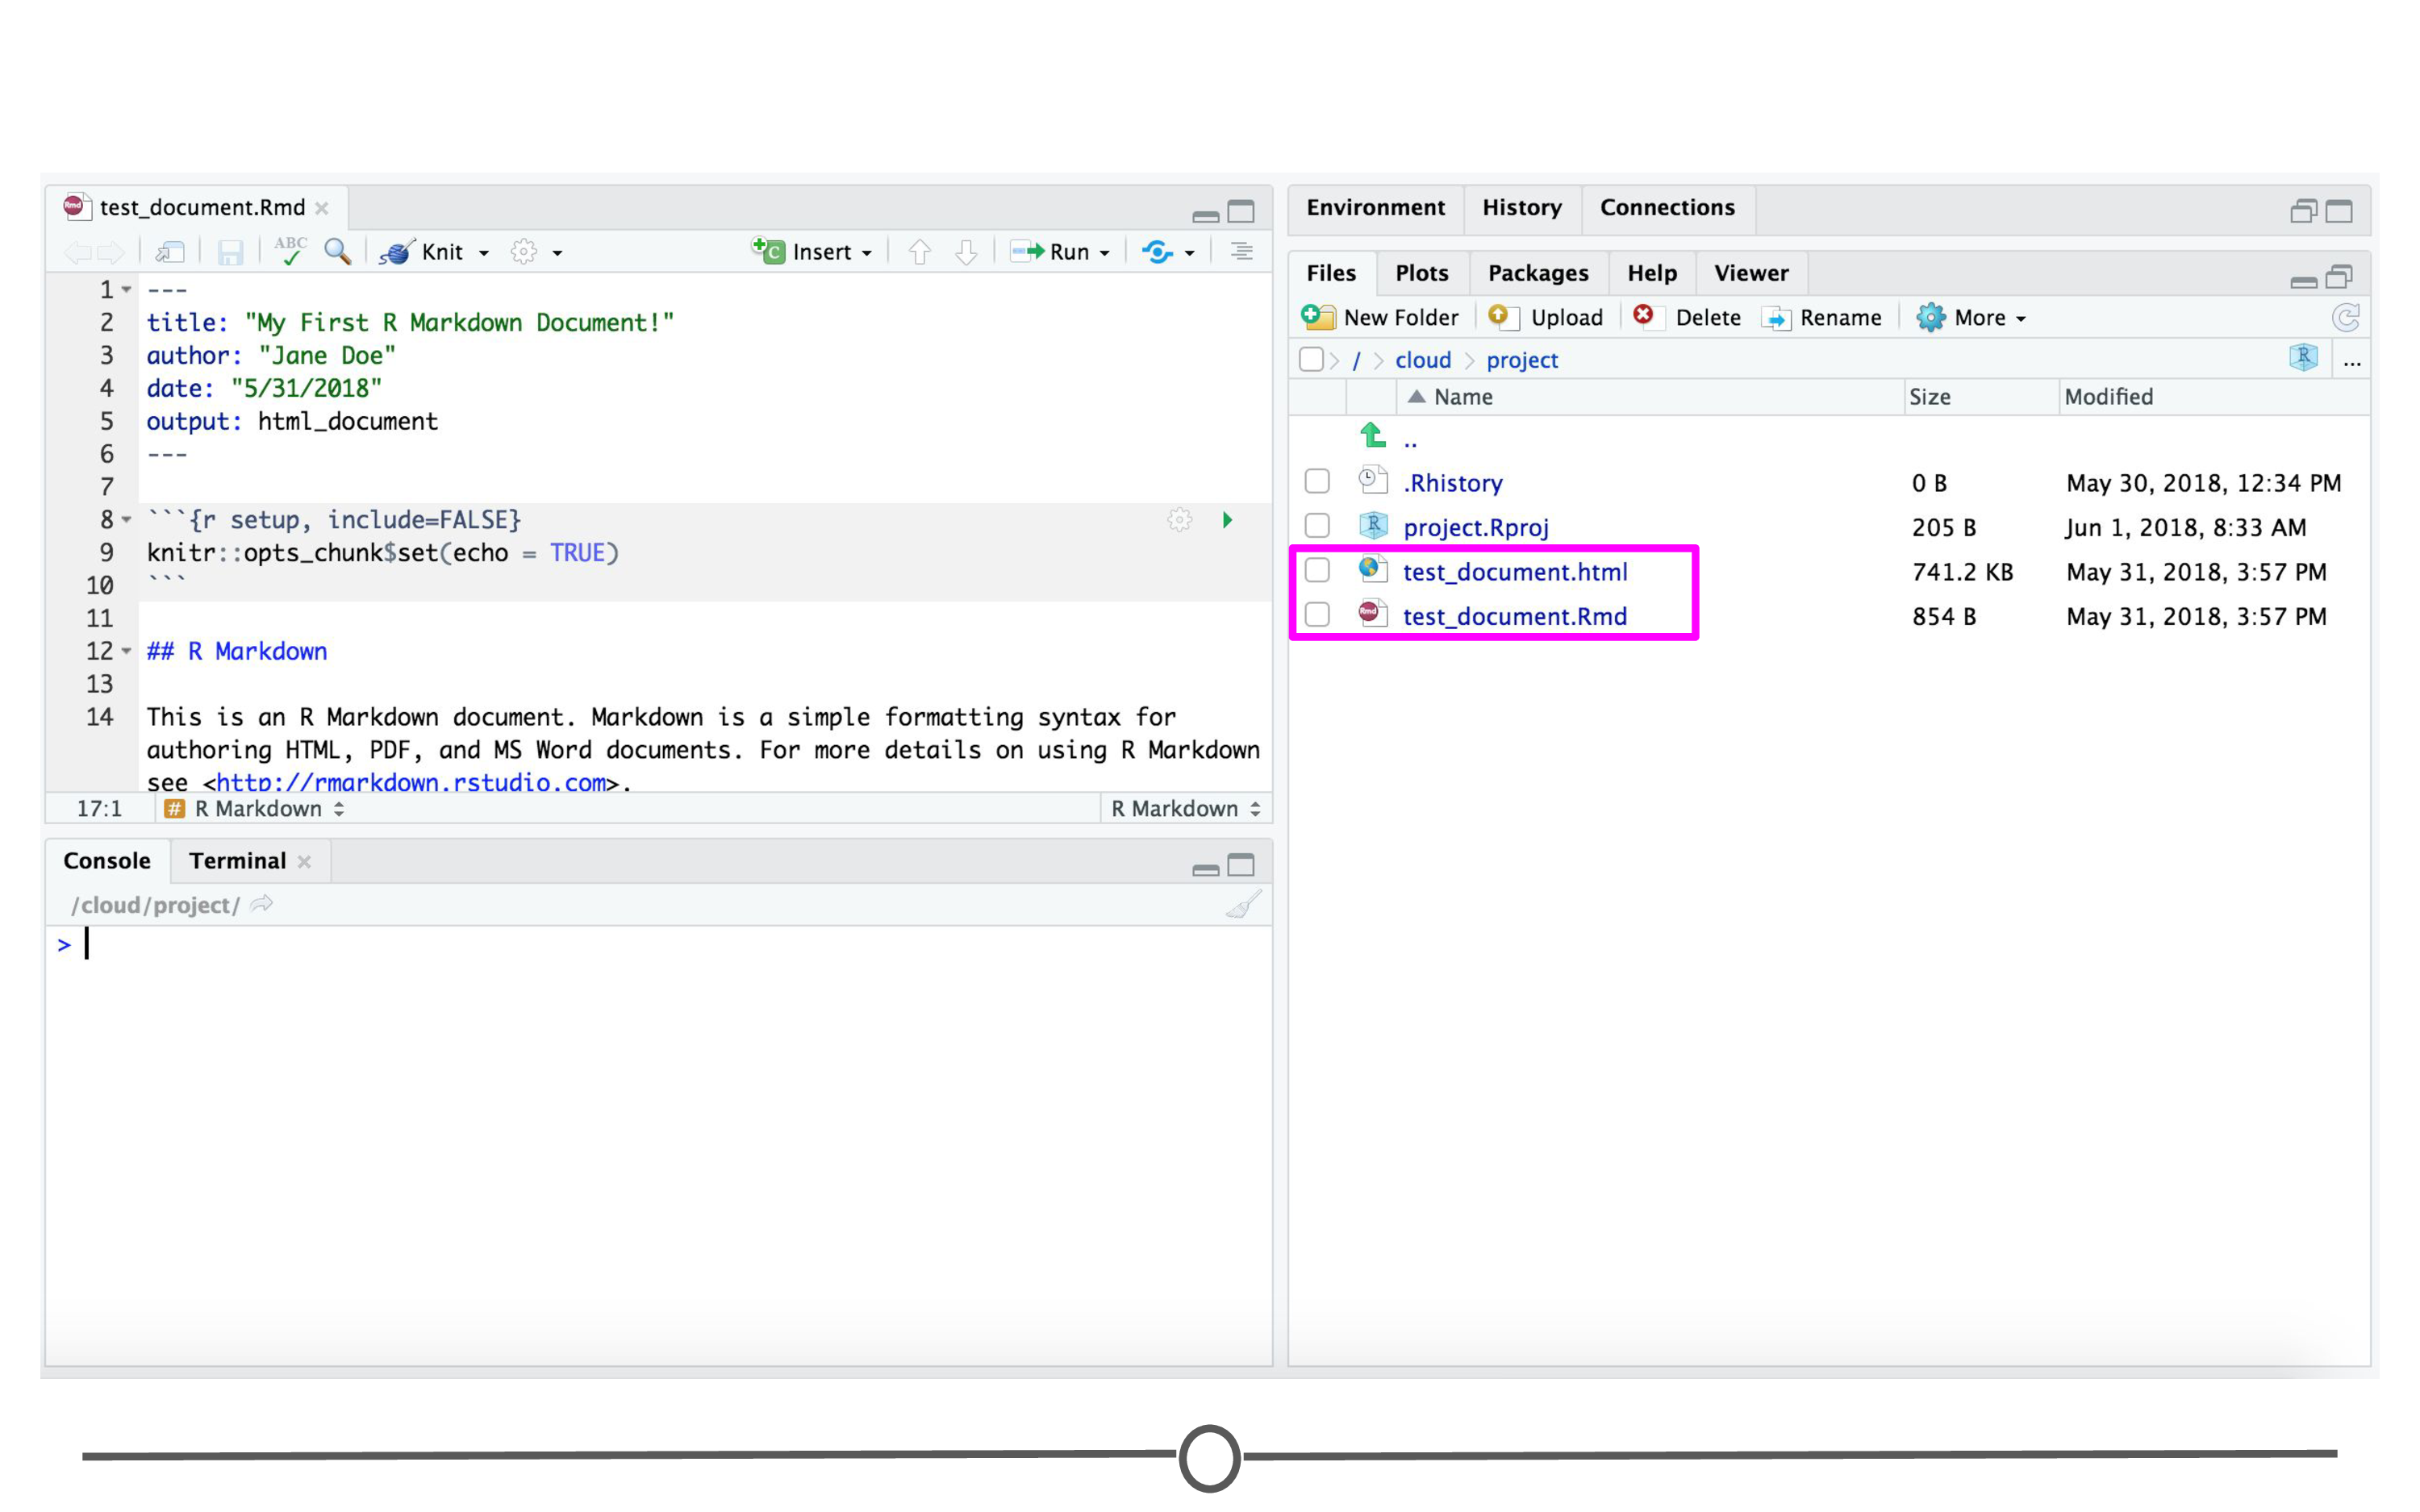 test_document.Rmd
ABC Knit Insert Run
1 ---
2 title: "My First R Markdown Document!"
3 author: "Jane Doe"
4 date: "5/31/2018"
5 output: html_document
6 ---
7
8 ```{r setup, include=FALSE}
9 knitr::opts_chunk$set(echo = TRUE)
10 ```
11
12 ## R Markdown
13
14 This is an R Markdown document. Markdown is a simple formatting syntax for
authoring HTML, PDF, and MS Word documents. For more details on using R Markdown
see <http://rmarkdown.rstudio.com>.
17:1 # R Markdown R Markdown
Console Terminal
/cloud/project/
>
Environment History Connections
Files Plots Packages Help Viewer
New Folder Upload Delete Rename More
/ cloud project R ...
Name Size Modified
..
.Rhistory 0 B May 30, 2018, 12:34 PM
R project.Rproj 205 B Jun 1, 2018, 8:33 AM
test_document.html 741.2 KB May 31, 2018, 3:57 PM
Rmd test_document.Rmd 854 B May 31, 2018, 3:57 PM